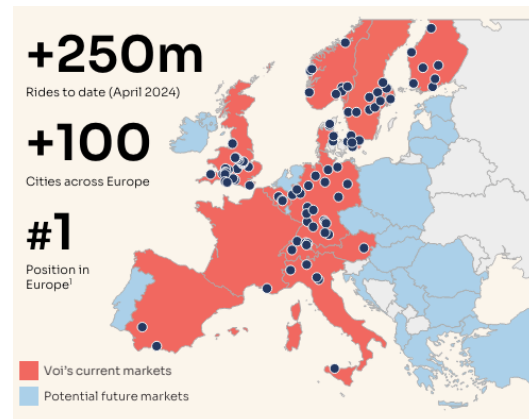 +250m
Rides to date (April 2024)
+100
Cities across Europe
#1
Position in
Europe¹
Voi's current markets
Potential future markets